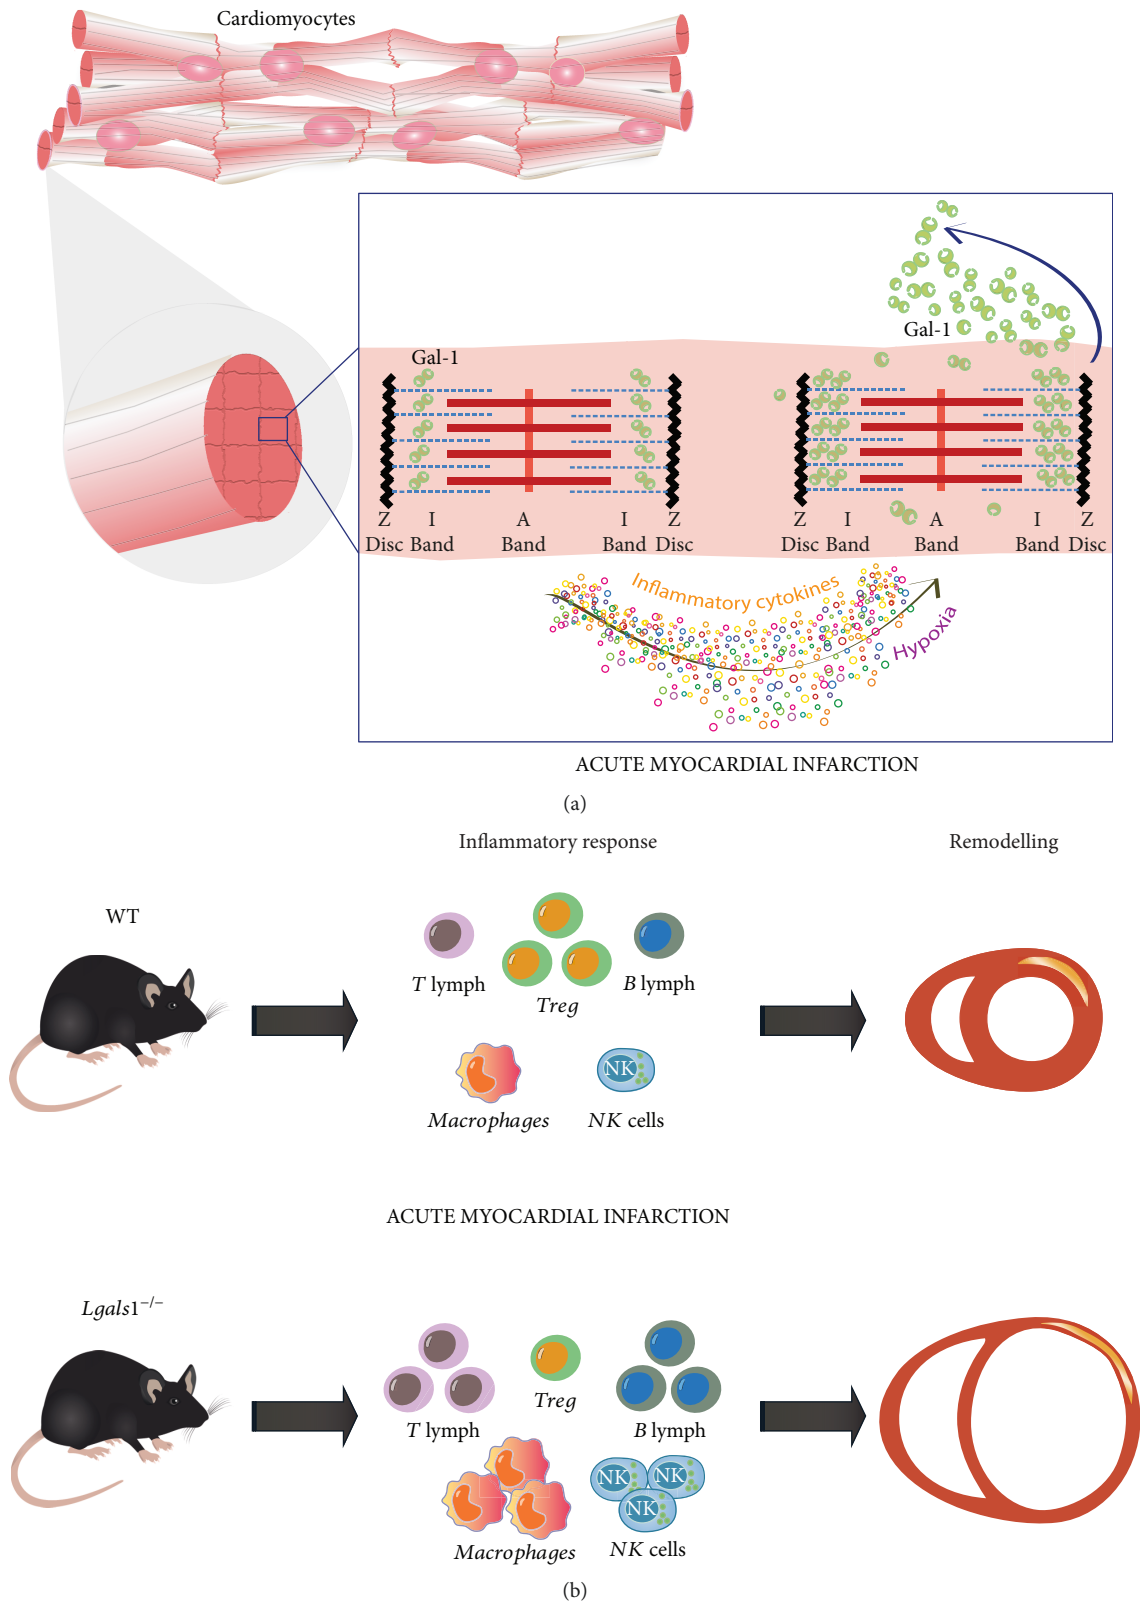 Cardiomyocytes
Gal-1
Gal-1
Z I A I Z
Disc Band Band Band Disc
Z I A I Z
Disc Band Band Band Disc
Inflammatory cytokines
Hypoxia
ACUTE MYOCARDIAL INFARCTION
(a)
Inflammatory response
Remodelling
WT
T lymph
Treg
B lymph
NK
Macrophages
NK cells
ACUTE MYOCARDIAL INFARCTION
Lgals1−/−
T lymph
Treg
B lymph
NK
NK
NK
Macrophages
NK cells
(b)